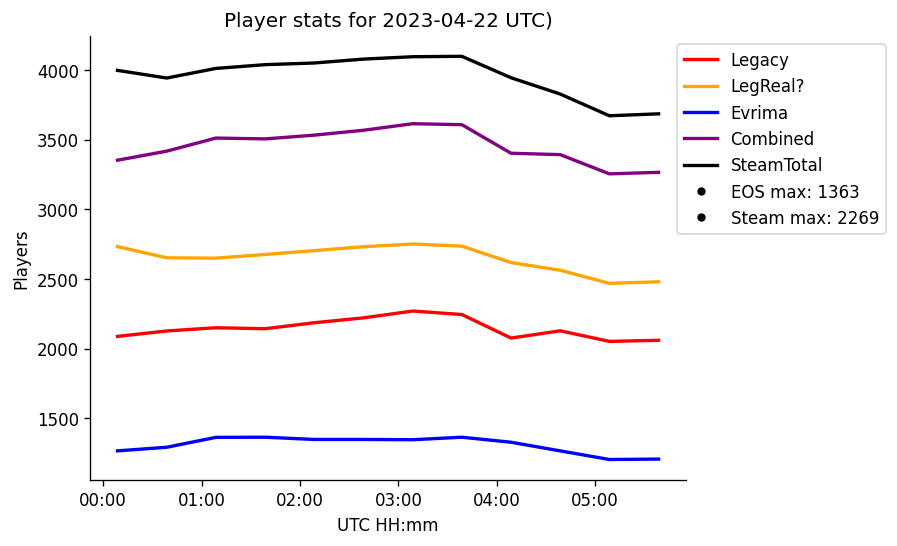 Player stats for 2023-04-22 UTC)
Legacy
LegReal?
Evrima
Combined
SteamTotal
EOS max: 1363
Steam max: 2269
Players
4000
3500
3000
2500
2000
1500
00:00 01:00 02:00 03:00 04:00 05:00
UTC HH:mm